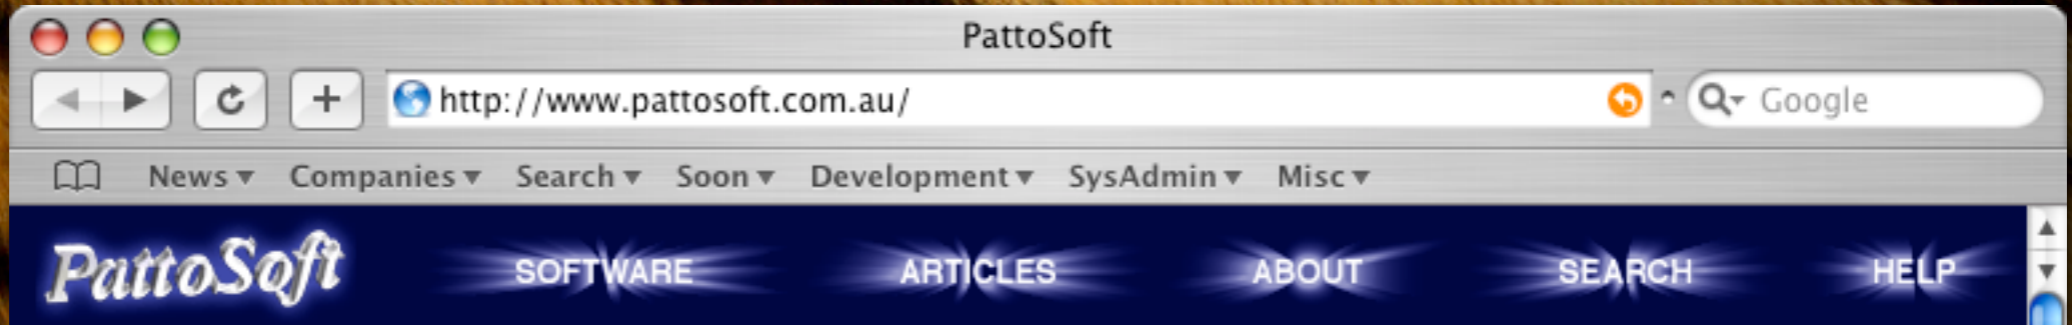 PattoSoft
http://www.pattosoft.com.au/ Google
News Companies Search Soon Development SysAdmin Misc
PattoSoft SOFTWARE ARTICLES ABOUT SEARCH HELP